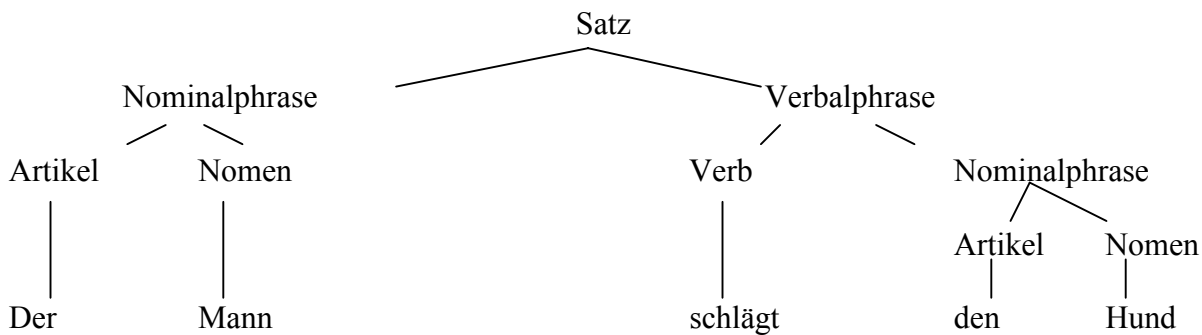 Satz
Nominalphrase Verbalphrase
Artikel Nomen Verb Nominalphrase
Artikel Nomen
Der Mann schlägt den Hund